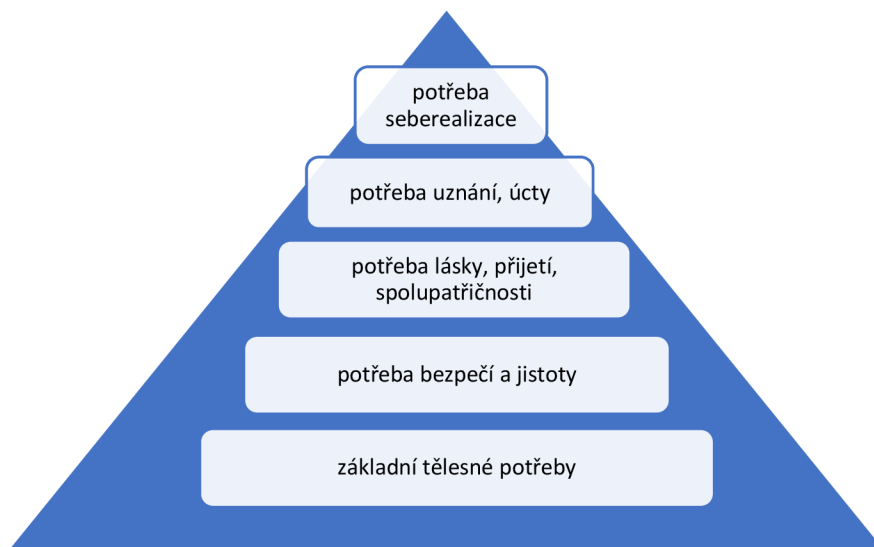 potřeba
seberealizace
potřeba uznání, úcty
potřeba lásky, přijetí,
spolupatřičnosti
potřeba bezpečí a jistoty
základní tělesné potřeby